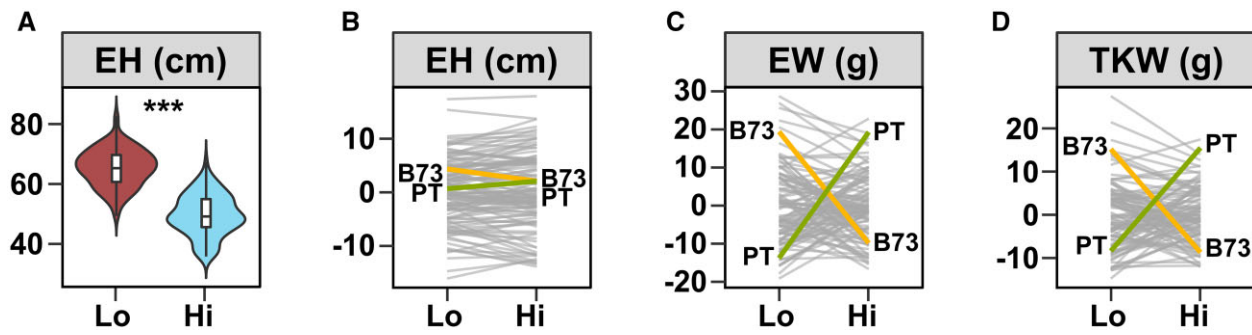 A
EH (cm)
***
80
60
40
Lo Hi
B
EH (cm)
10
0
-10
B73
PT
B73
PT
Lo Hi
C
EW (g)
30
20
10
0
-10
-20
B73
PT
PT
B73
Lo Hi
D
TKW (g)
20
10
0
-10
B73
PT
PT
B73
Lo Hi